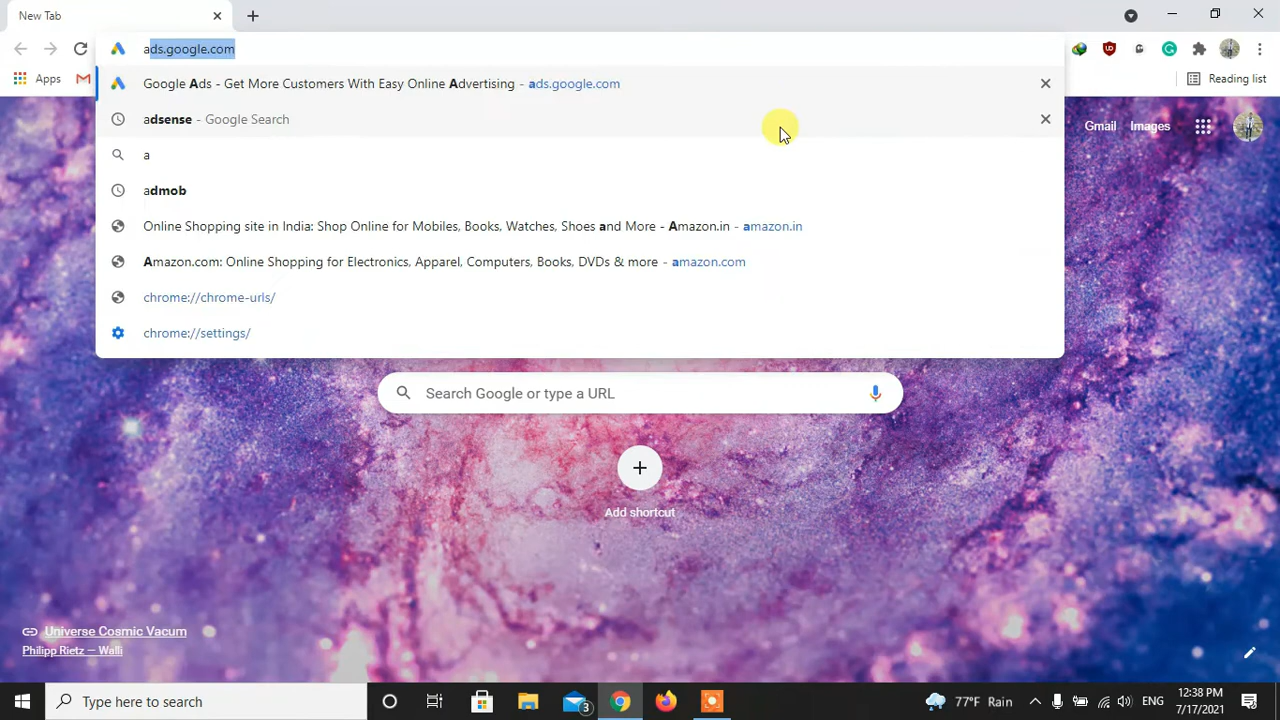 New Tab
ads.google.com
Apps
Reading list
Google Ads - Get More Customers With Easy Online Advertising - ads.google.com
adsense - Google Search
a
admob
Online Shopping site in India: Shop Online for Mobiles, Books, Watches, Shoes and More - Amazon.in - amazon.in
Amazon.com: Online Shopping for Electronics, Apparel, Computers, Books, DVDs & more - amazon.com
chrome://chrome-urls/
chrome://settings/
Gmail Images
Search Google or type a URL
Add shortcut
Universe Cosmic Vacum
Philipp Rietz — Walli
Type here to search
3
77°F Rain
ENG
12:38 PM
7/17/2021